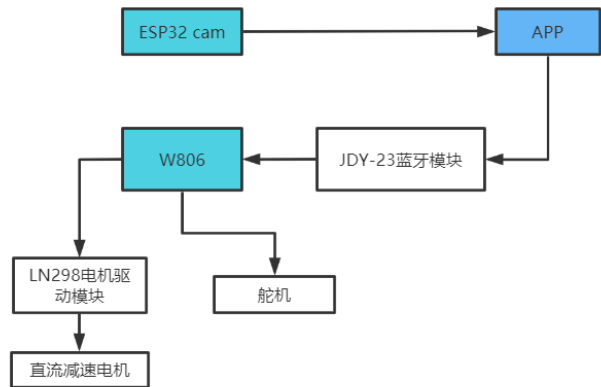 ESP32 cam
APP
W806
JDY-23蓝牙模块
LN298电机驱
动模块
舵机
直流减速电机